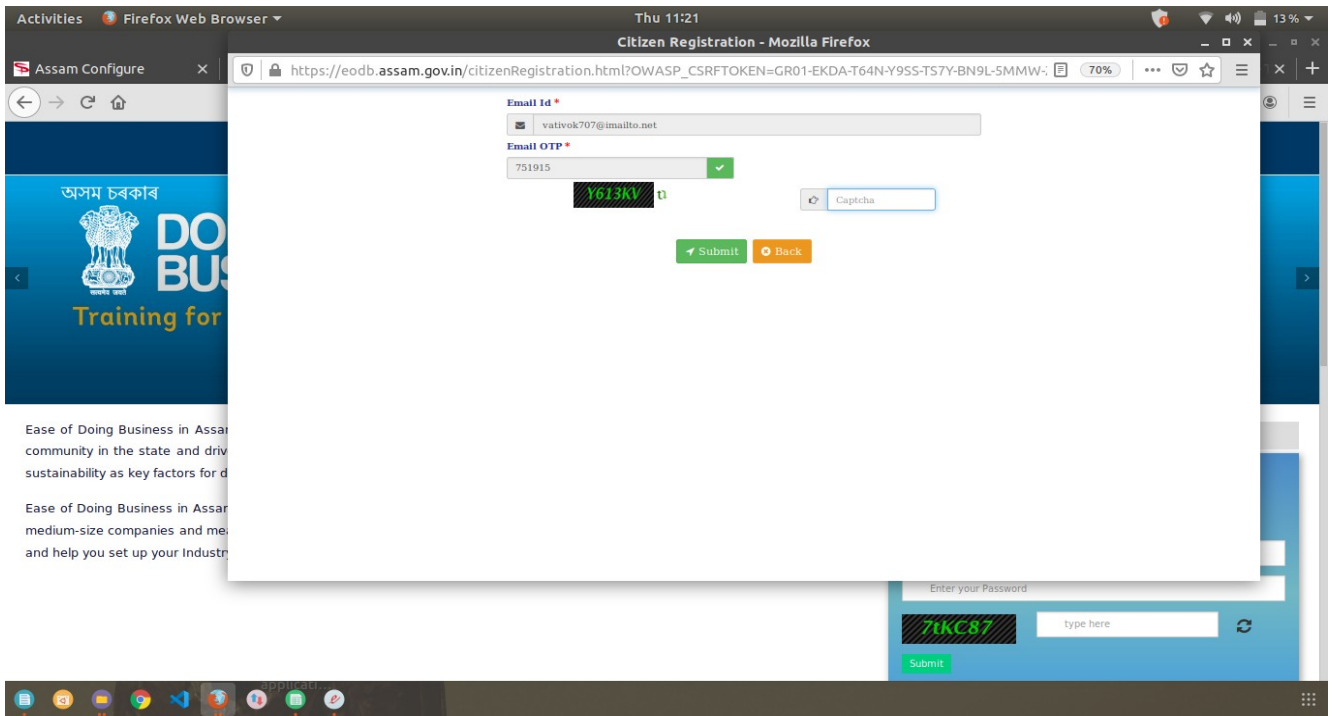 Activities Firefox Web Browser Thu 11:21 13 %
Citizen Registration - Mozilla Firefox
Assam Configure
https://eodb.assam.gov.in/citizenRegistration.html?OWASP_CSRFTOKEN=GR01-EKDA-T64N-Y9SS-TS7Y-BN9L-5MMW- 70%
Email Id *
vativok707@imailto.net
Email OTP *
751915
Y613KV Captcha
Submit Back
অসম চৰকাৰ
DO
BUS
सत्यमेव जयते
Training for
Ease of Doing Business in Assam
community in the state and driv
sustainability as key factors for d
Ease of Doing Business in Assam
medium-size companies and mea
and help you set up your Industry
Enter your Password
7tKC87 type here
Submit
applicati...